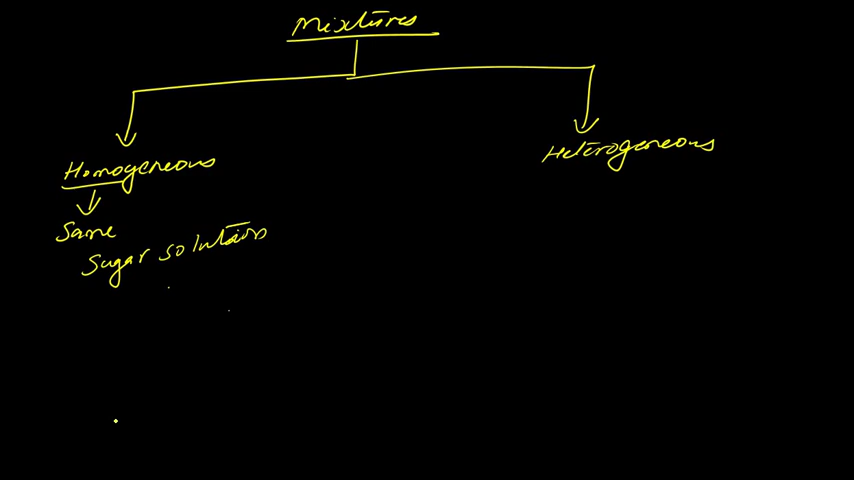 Mixtures
Homogeneous
Heterogeneous
Same
Sugar solution